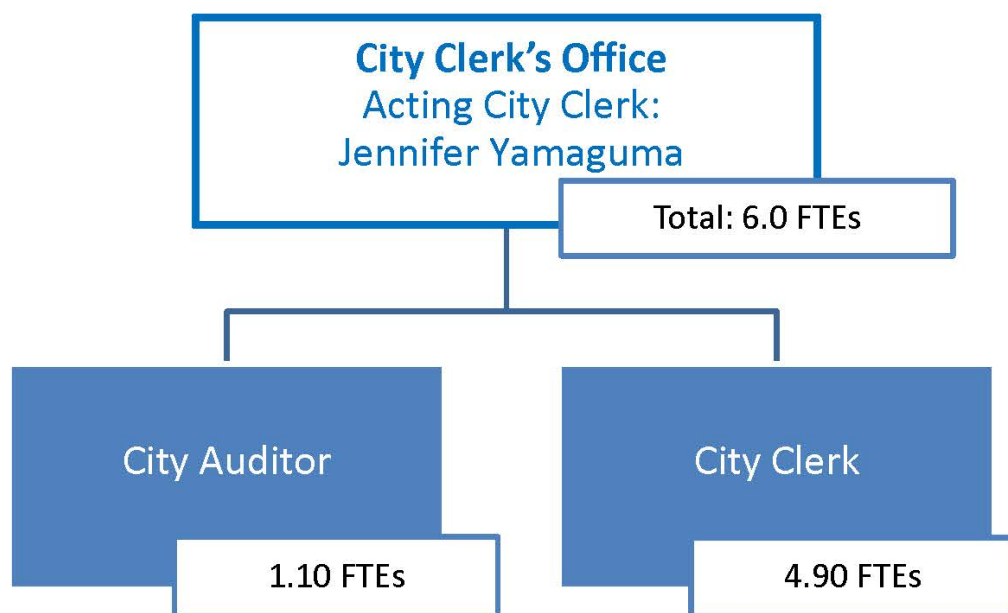 City Clerk’s Office
Acting City Clerk:
Jennifer Yamaguma
Total: 6.0 FTEs
City Auditor
City Clerk
1.10 FTEs
4.90 FTEs